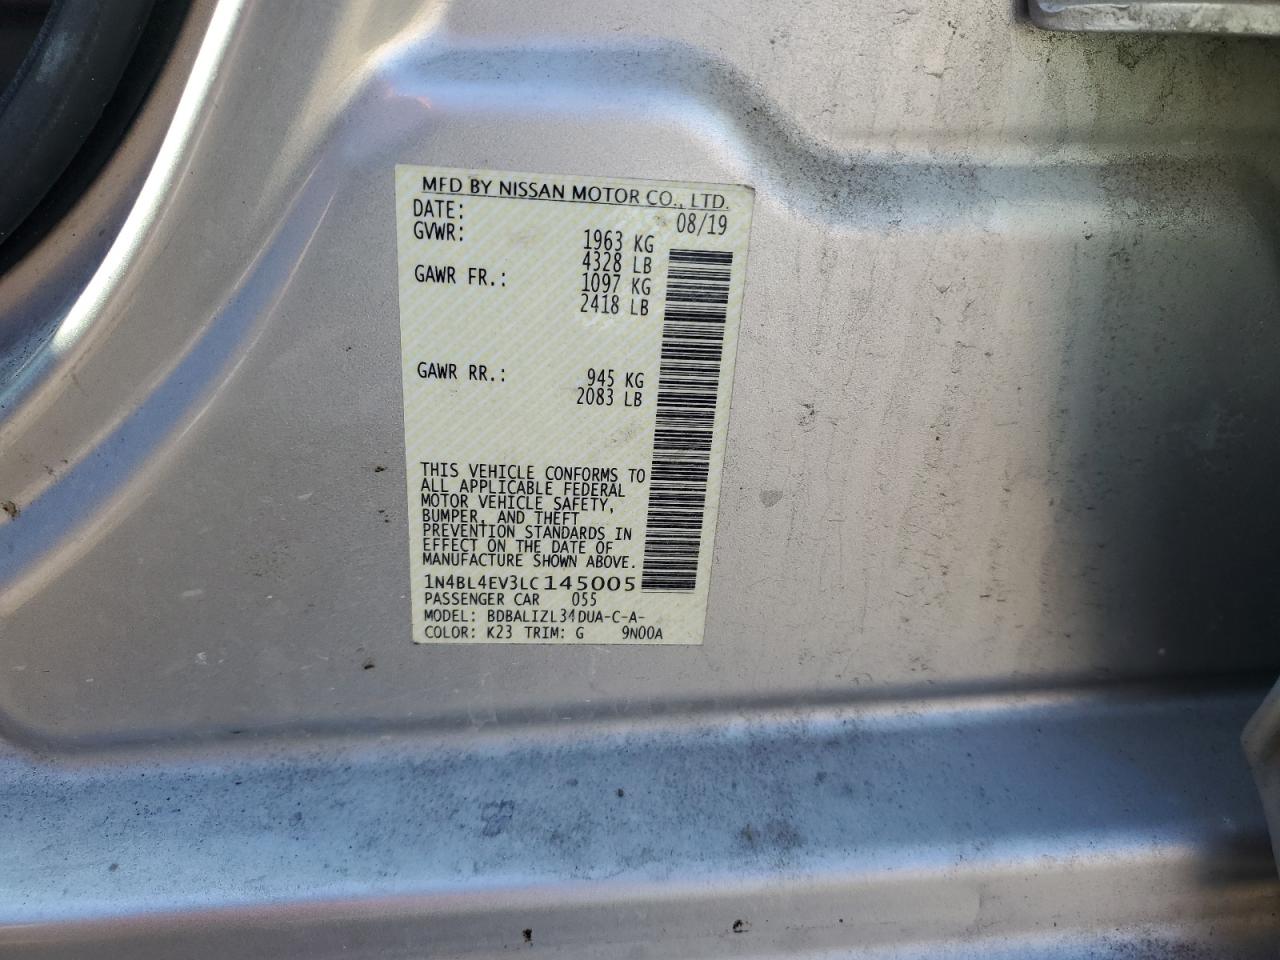 MFD BY NISSAN MOTOR CO., LTD.
DATE: 08/19
GVWR: 1963 KG
4328 LB
GAWR FR.: 1097 KG
2418 LB
GAWR RR.: 945 KG
2083 LB
THIS VEHICLE CONFORMS TO
ALL APPLICABLE FEDERAL
MOTOR VEHICLE SAFETY,
BUMPER, AND THEFT
PREVENTION STANDARDS IN
EFFECT ON THE DATE OF
MANUFACTURE SHOWN ABOVE.
1N4BL4EV3LC145005
PASSENGER CAR 055
MODEL: BDBALIZL34DUA-C-A-
COLOR: K23 TRIM: G 9N00A